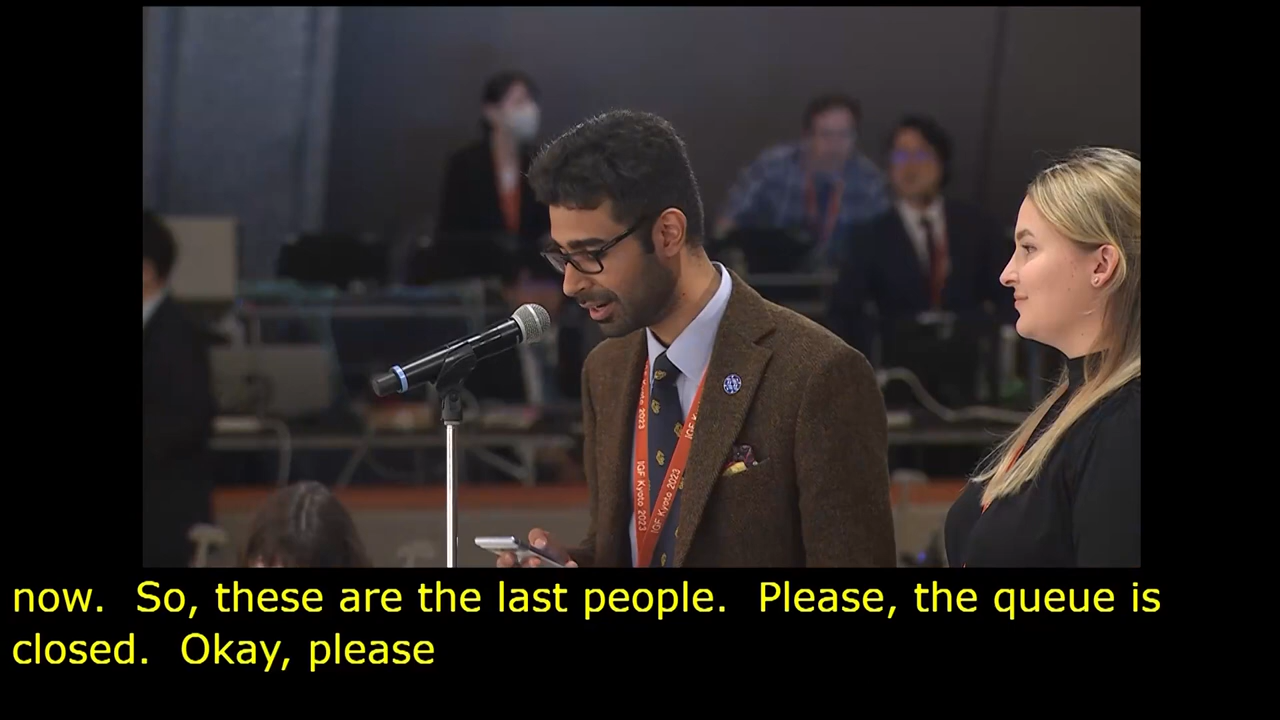 IGF Kyoto 2023
IGF Kyoto 2023
now.  So, these are the last people.  Please, the queue is
closed.  Okay, please